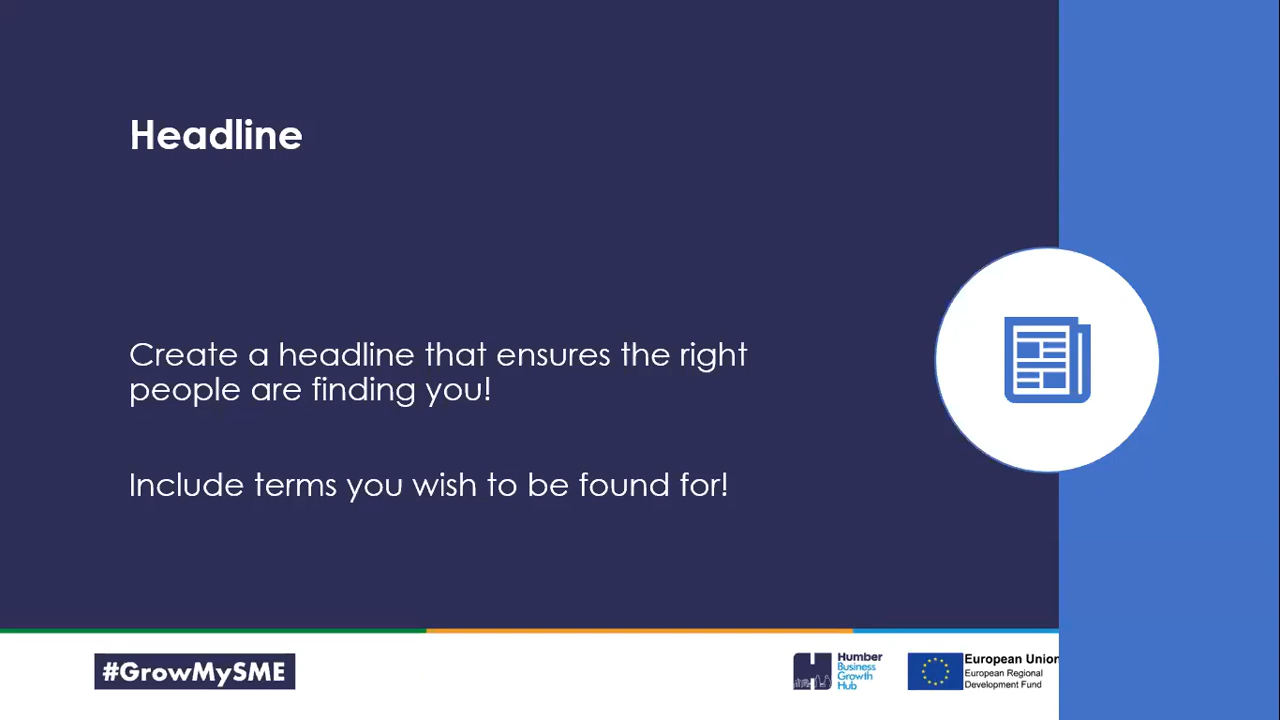 Headline
Create a headline that ensures the right
people are finding you!
Include terms you wish to be found for!
#GrowMySME
Humber
Business
Growth
Hub
European Union
European Regional
Development Fund